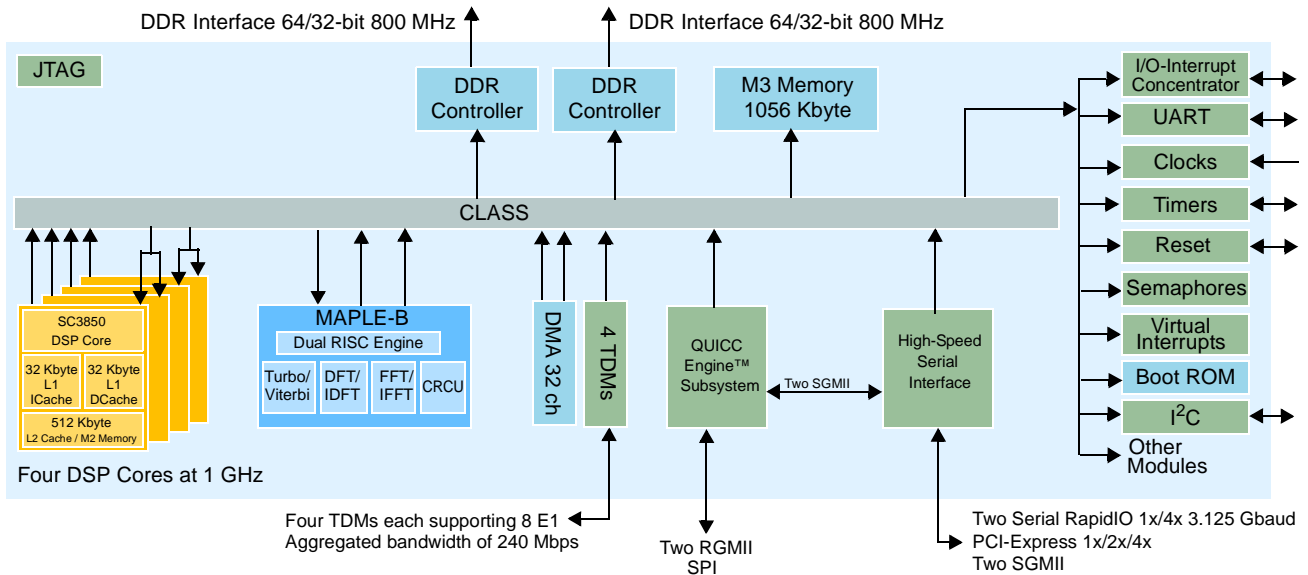 DDR Interface 64/32-bit 800 MHz
DDR Interface 64/32-bit 800 MHz
JTAG
DDR
Controller
DDR
Controller
M3 Memory
1056 Kbyte
I/O-Interrupt
Concentrator
UART
Clocks
Timers
Reset
Semaphores
Virtual
Interrupts
Boot ROM
I²C
Other
Modules
CLASS
SC3850
DSP Core
32 Kbyte
L1
ICache
32 Kbyte
L1
DCache
512 Kbyte
L2 Cache / M2 Memory
Four DSP Cores at 1 GHz
MAPLE-B
Dual RISC Engine
Turbo/
Viterbi
DFT/
IDFT
FFT/
IFFT
CRCU
DMA 32 ch
4 TDMs
QUICC
Engine™
Subsystem
Two SGMII
High-Speed
Serial
Interface
Four TDMs each supporting 8 E1
Aggregated bandwidth of 240 Mbps
Two RGMII
SPI
Two Serial RapidIO 1x/4x 3.125 Gbaud
PCI-Express 1x/2x/4x
Two SGMII